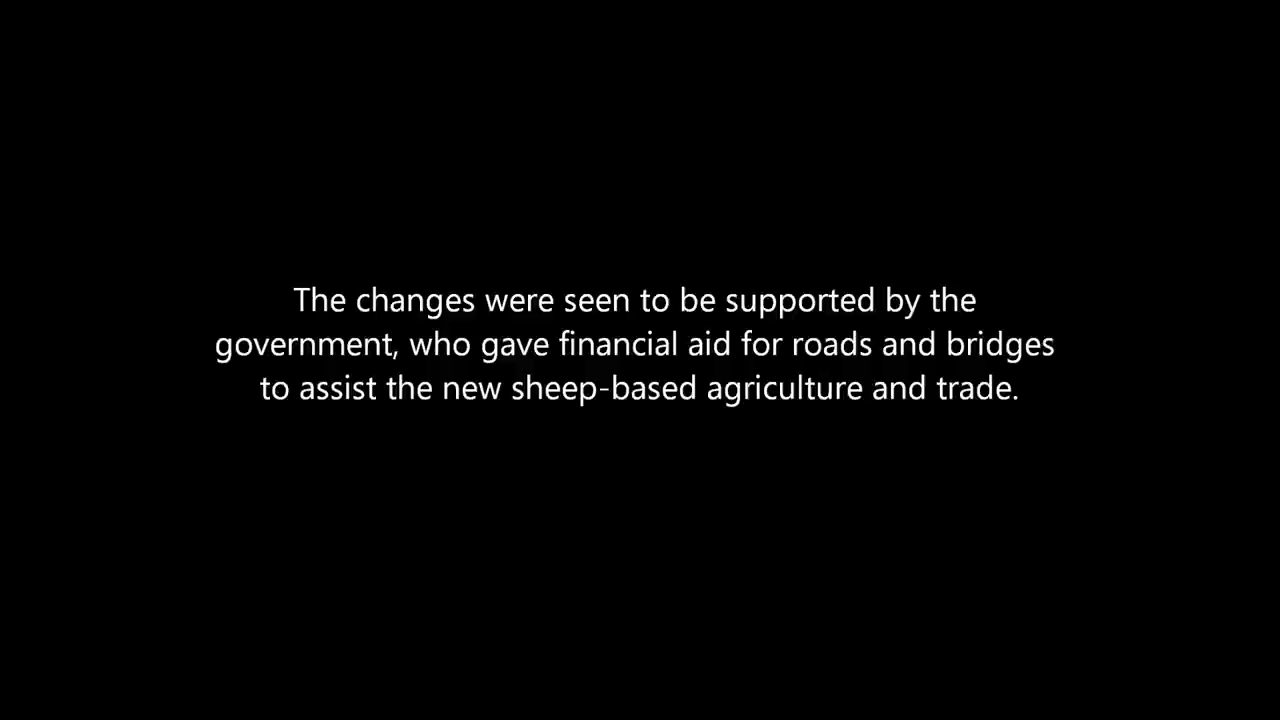 The changes were seen to be supported by the
government, who gave financial aid for roads and bridges
to assist the new sheep-based agriculture and trade.